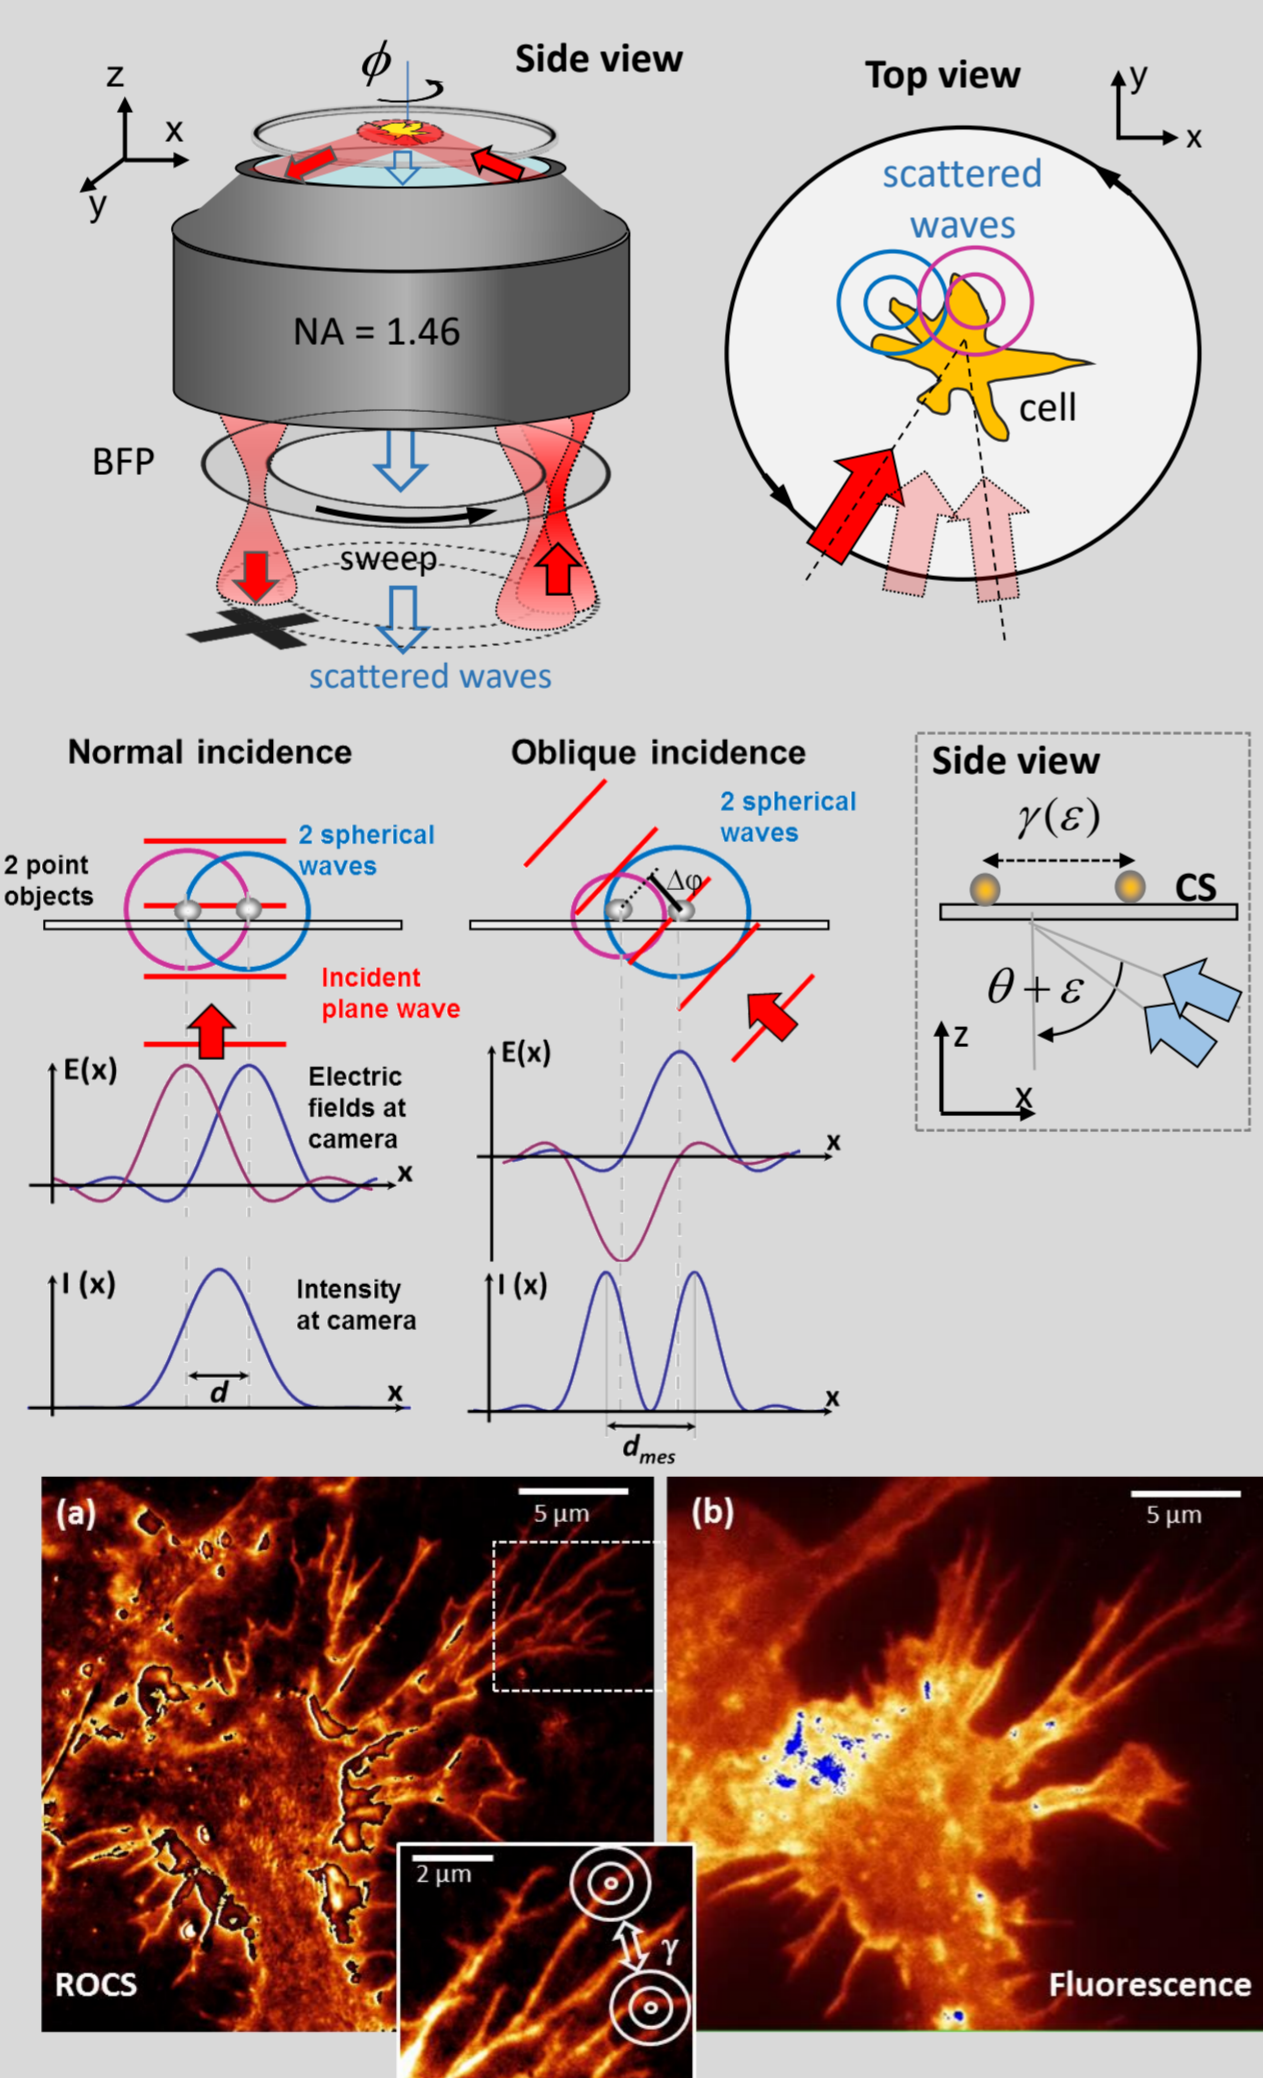 Side view
ϕ
z
x
y
NA = 1.46
BFP
sweep
scattered waves
Top view
y
x
scattered
waves
cell
Normal incidence
2 point
objects
2 spherical
waves
Incident
plane wave
E(x)
Electric
fields at
camera
x
I (x)
Intensity
at camera
d
x
Oblique incidence
2 spherical
waves
Δφ
E(x)
x
I (x)
x
dmes
Side view
γ(ε)
CS
θ + ε
z
x
(a)
5 µm
ROCS
2 µm
γ
(b)
5 µm
Fluorescence